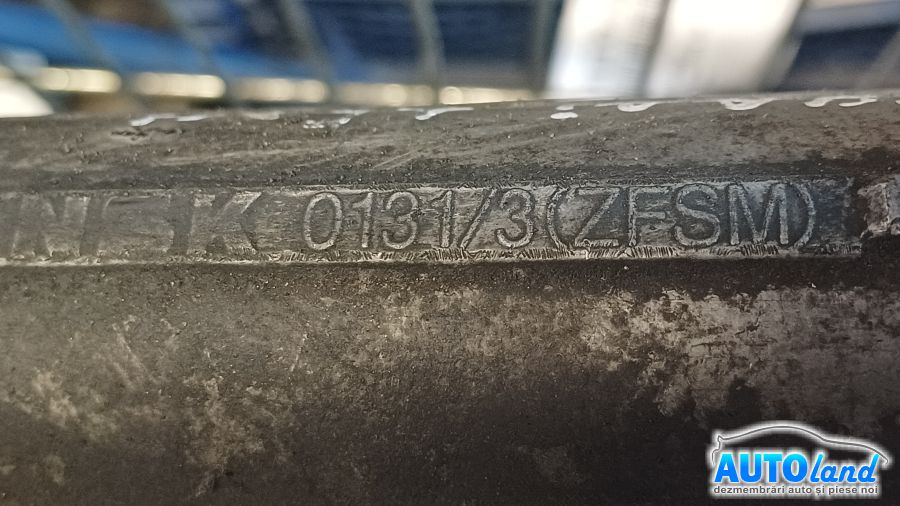 K 0131/3(ZFSM)
AUTOland
dezmembrări auto și piese noi